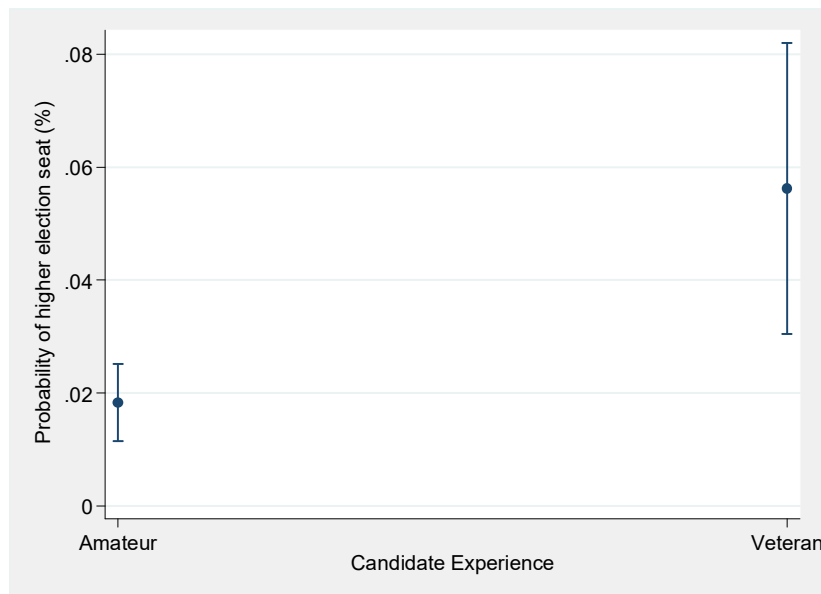 Probability of higher election seat (%)
.08
.06
.04
.02
0
Amateur
Veteran
Candidate Experience